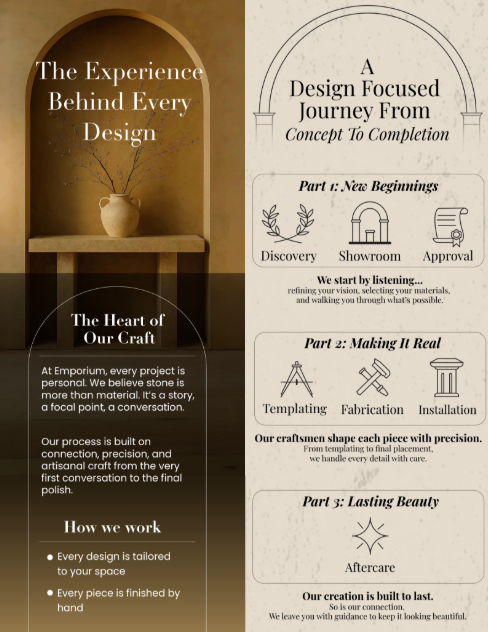 The Experience
Behind Every
Design
The Heart of
Our Craft
At Emporium, every project is
personal. We believe stone is
more than material. It's a story,
a focal point, a conversation.
Our process is built on
connection, precision, and
artisanal craft from the very
first conversation to the final
polish.
How we work
Every design is tailored
to your space
Every piece is finished by
hand
A
Design Focused
Journey From
Concept To Completion
Part 1: New Beginnings
Discovery
Showroom
Approval
We start by listening...
refining your vision, selecting your materials,
and walking you through what's possible.
Part 2: Making It Real
Templating
Fabrication
Installation
Our craftsmen shape each piece with precision.
From templating to final placement,
we handle every detail with care.
Part 3: Lasting Beauty
Aftercare
Our creation is built to last.
So is our connection.
We leave you with guidance to keep it looking beautiful.